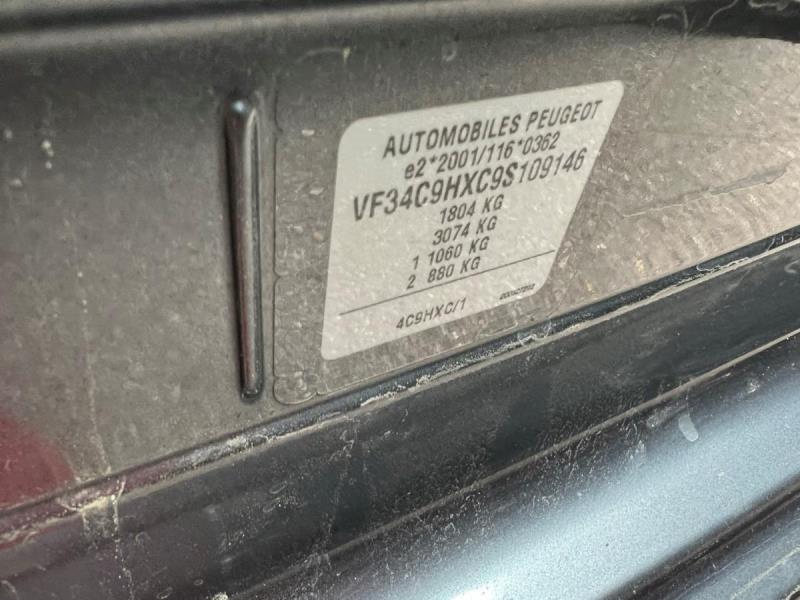 AUTOMOBILES PEUGEOT
e2*2001/116*0362
VF34C9HXC9S109146
1804 KG
3074 KG
1 1060 KG
2 880 KG
4C9HXC/1